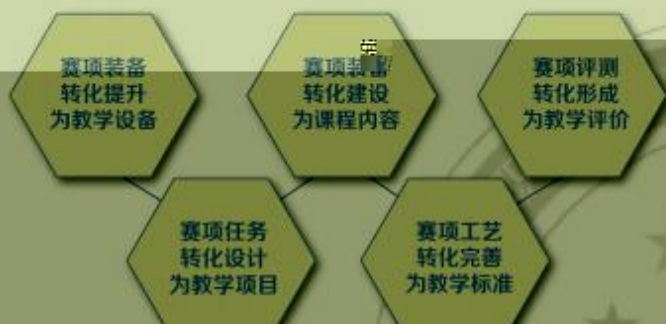 赛项装备
转化提升
为教学设备
赛项装备
转化建设
为课程内容
赛项评测
转化形成
为教学评价
赛项任务
转化设计
为教学项目
赛项工艺
转化完善
为教学标准